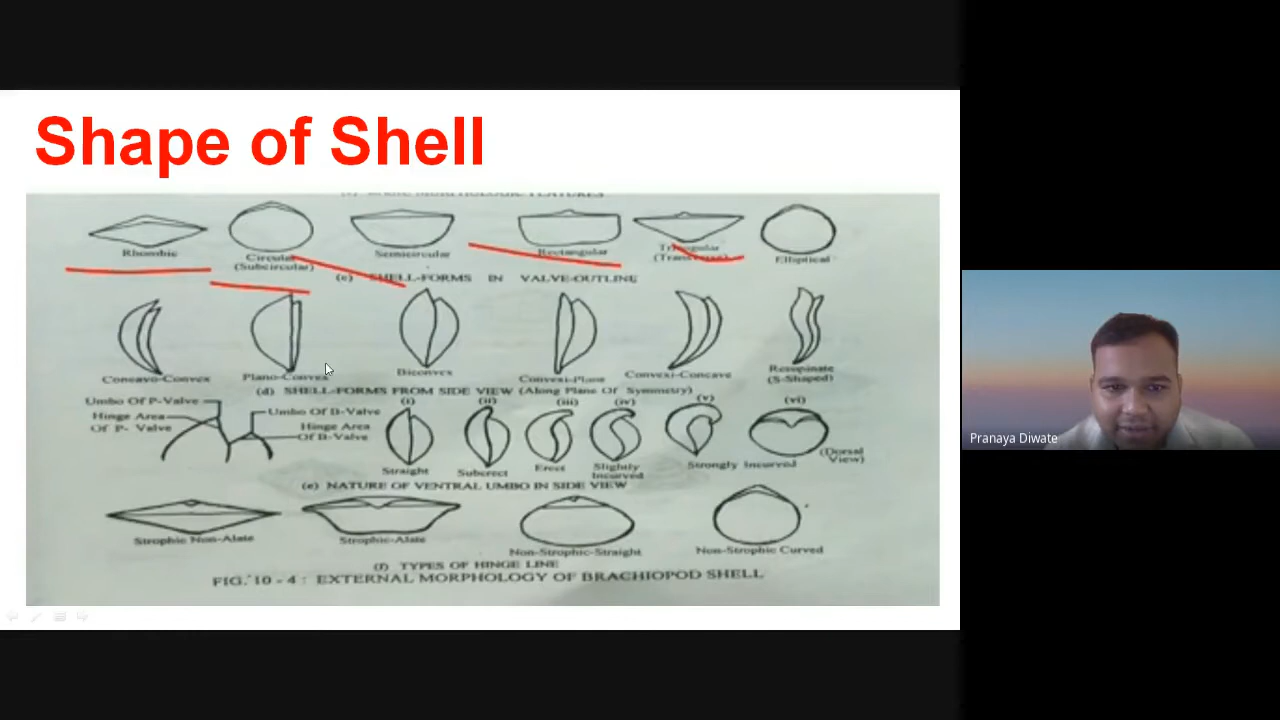 Shape of Shell
Rhombic
Circular
(Subcircular)
Semicircular
Rectangular
Triangular
(Transverse)
Elliptical
(c) SHELL-FORMS IN VALVE-OUTLINE
Concavo-Convex
Plano-Convex
Biconvex
Convexi-Plane
Convexi-Concave
Resupinate
(S-Shaped)
(d) SHELL-FORMS FROM SIDE VIEW (Along Plane Of Symmetry)
Umbo Of P-Valve
Hinge Area
Of P- Valve
Umbo Of B-Valve
Hinge Area
Of B-Valve
(i) (ii) (iii) (iv) (v) (vi)
Straight
Suberect
Erect
Slightly
Incurved
Strongly Incurved
(Dorsal
View)
(e) NATURE OF VENTRAL UMBO IN SIDE VIEW
Strophic Non-Alate
Strophic-Alate
Non-Strophic-Straight
Non-Strophic Curved
(f) TYPES OF HINGE LINE
FIG. 10 - 4 : EXTERNAL MORPHOLOGY OF BRACHIOPOD SHELL
Pranaya Diwate